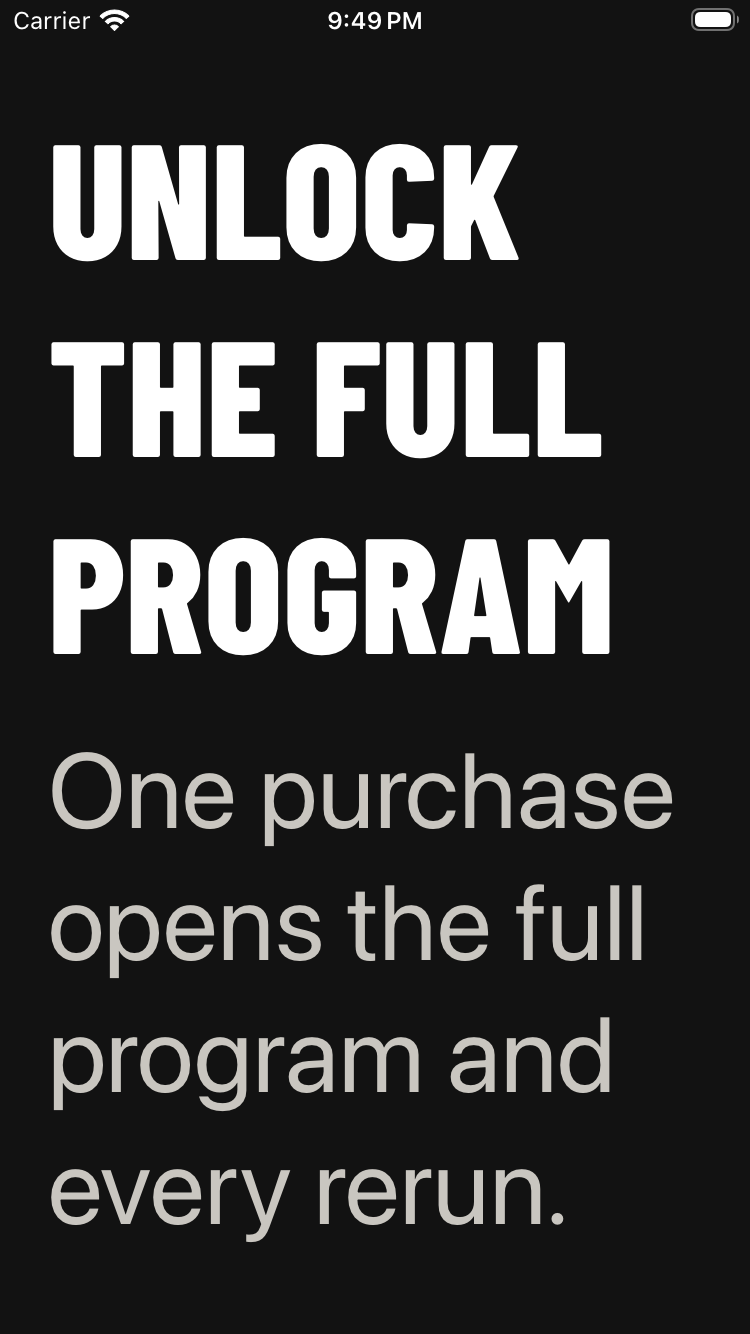 Carrier 9:49 PM
UNLOCK
THE FULL
PROGRAM
One purchase
opens the full
program and
every rerun.